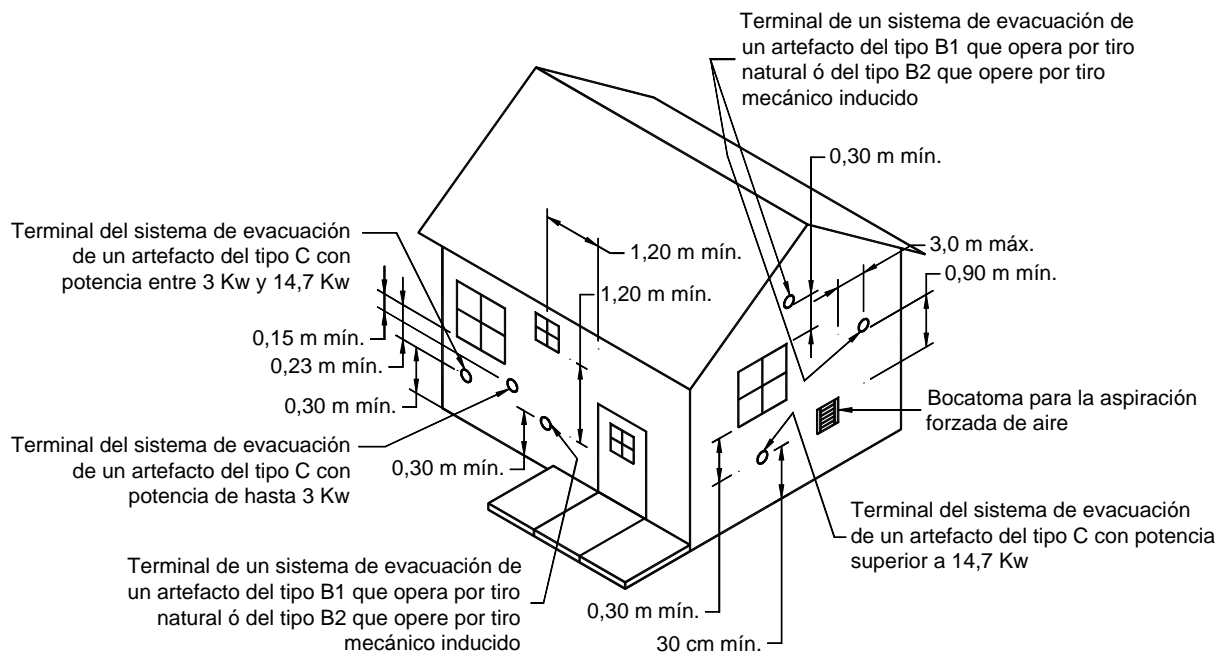 Terminal de un sistema de evacuación de
un artefacto del tipo B1 que opera por tiro
natural ó del tipo B2 que opere por tiro
mecánico inducido
0,30 m mín.
3,0 m máx.
0,90 m mín.
1,20 m mín.
1,20 m mín.
Terminal del sistema de evacuación
de un artefacto del tipo C con
potencia entre 3 Kw y 14,7 Kw
0,15 m mín.
0,23 m mín.
0,30 m mín.
Terminal del sistema de evacuación
de un artefacto del tipo C con
potencia de hasta 3 Kw
0,30 m mín.
Bocatoma para la aspiración
forzada de aire
Terminal del sistema de evacuación
de un artefacto del tipo C con potencia
superior a 14,7 Kw
Terminal de un sistema de evacuación de
un artefacto del tipo B1 que opera por tiro
natural ó del tipo B2 que opere por tiro
mecánico inducido
0,30 m mín.
30 cm mín.